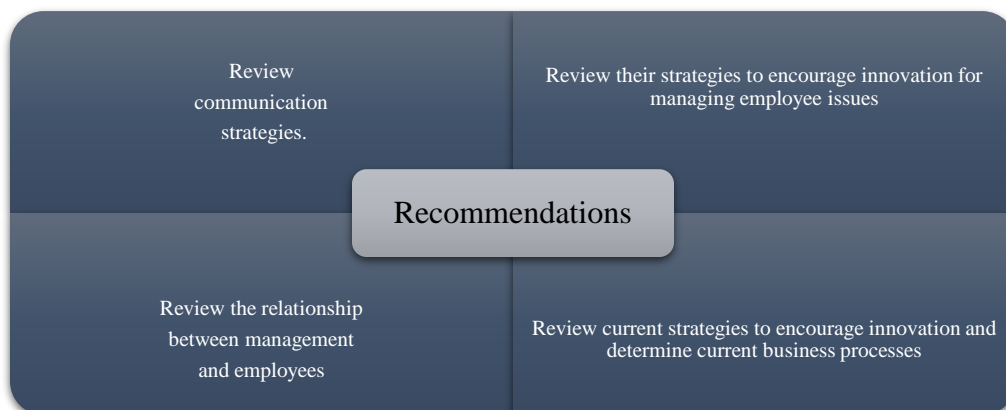 Review
communication
strategies.
Review their strategies to encourage innovation for
managing employee issues
Recommendations
Review the relationship
between management
and employees
Review current strategies to encourage innovation and
determine current business processes